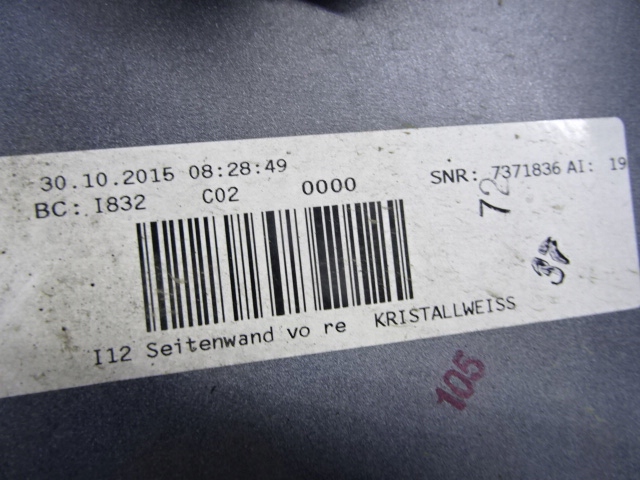 30.10.2015 08:28:49 SNR: 7371836 AI: 19
BC: I832 C02 0000
72
I12 Seitenwand vo re KRISTALLWEISS
105